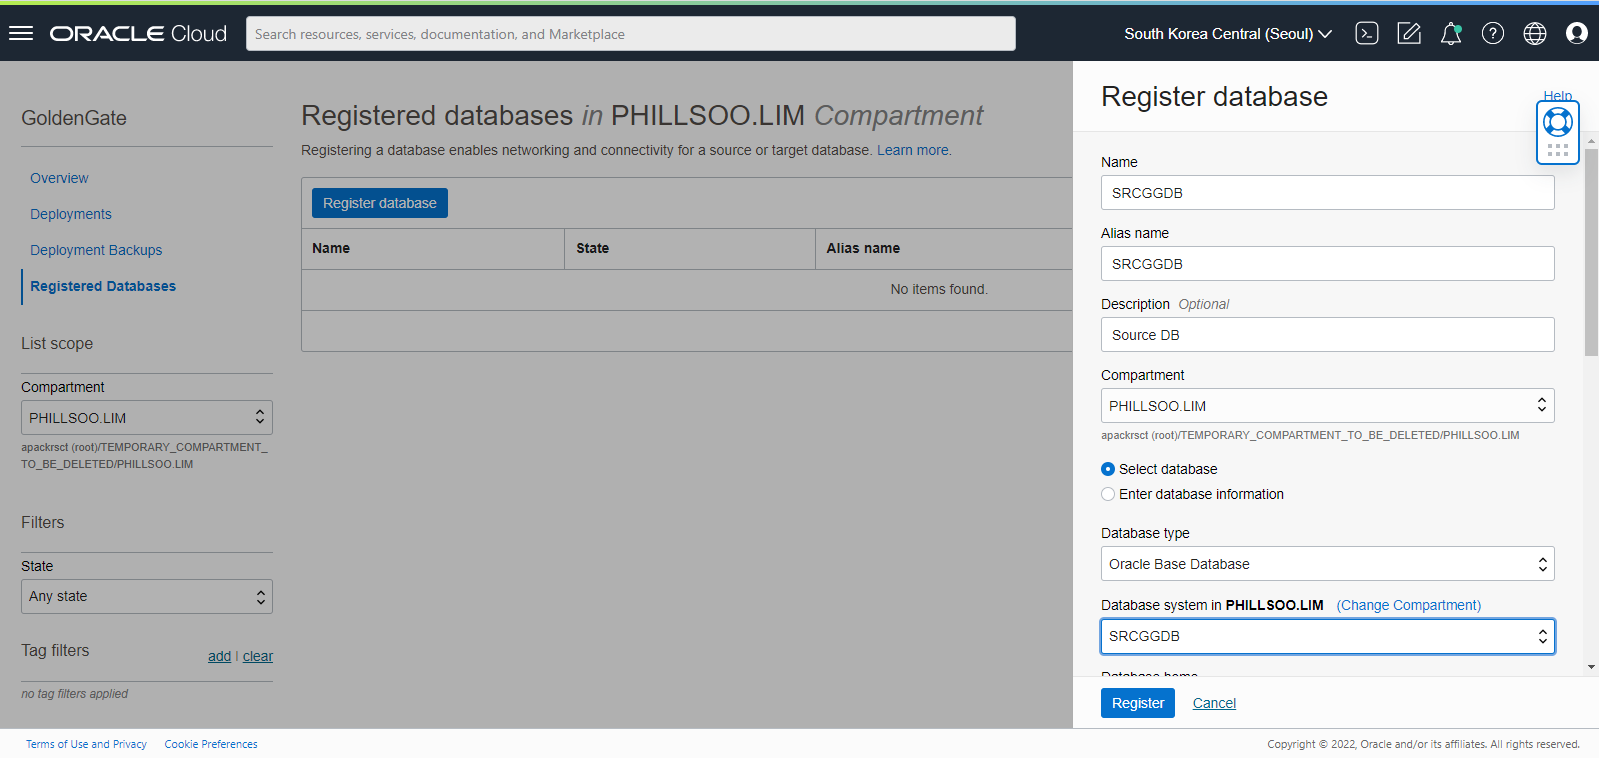 ORACLE Cloud
Search resources, services, documentation, and Marketplace
South Korea Central (Seoul)
GoldenGate
Overview
Deployments
Deployment Backups
Registered Databases
List scope
Compartment
PHILLSOO.LIM
apackrsct (root)/TEMPORARY_COMPARTMENT_
TO_BE_DELETED/PHILLSOO.LIM
Filters
State
Any state
Tag filters
add | clear
no tag filters applied
Registered databases in PHILLSOO.LIM Compartment
Registering a database enables networking and connectivity for a source or target database. Learn more.
Register database
Name State Alias name
No items found.
Register database
Help
Name
SRCGGDB
Alias name
SRCGGDB
Description Optional
Source DB
Compartment
PHILLSOO.LIM
apackrsct (root)/TEMPORARY_COMPARTMENT_TO_BE_DELETED/PHILLSOO.LIM
Select database
Enter database information
Database type
Oracle Base Database
Database system in PHILLSOO.LIM (Change Compartment)
SRCGGDB
Database home
Register Cancel
Terms of Use and Privacy Cookie Preferences
Copyright © 2022, Oracle and/or its affiliates. All rights reserved.